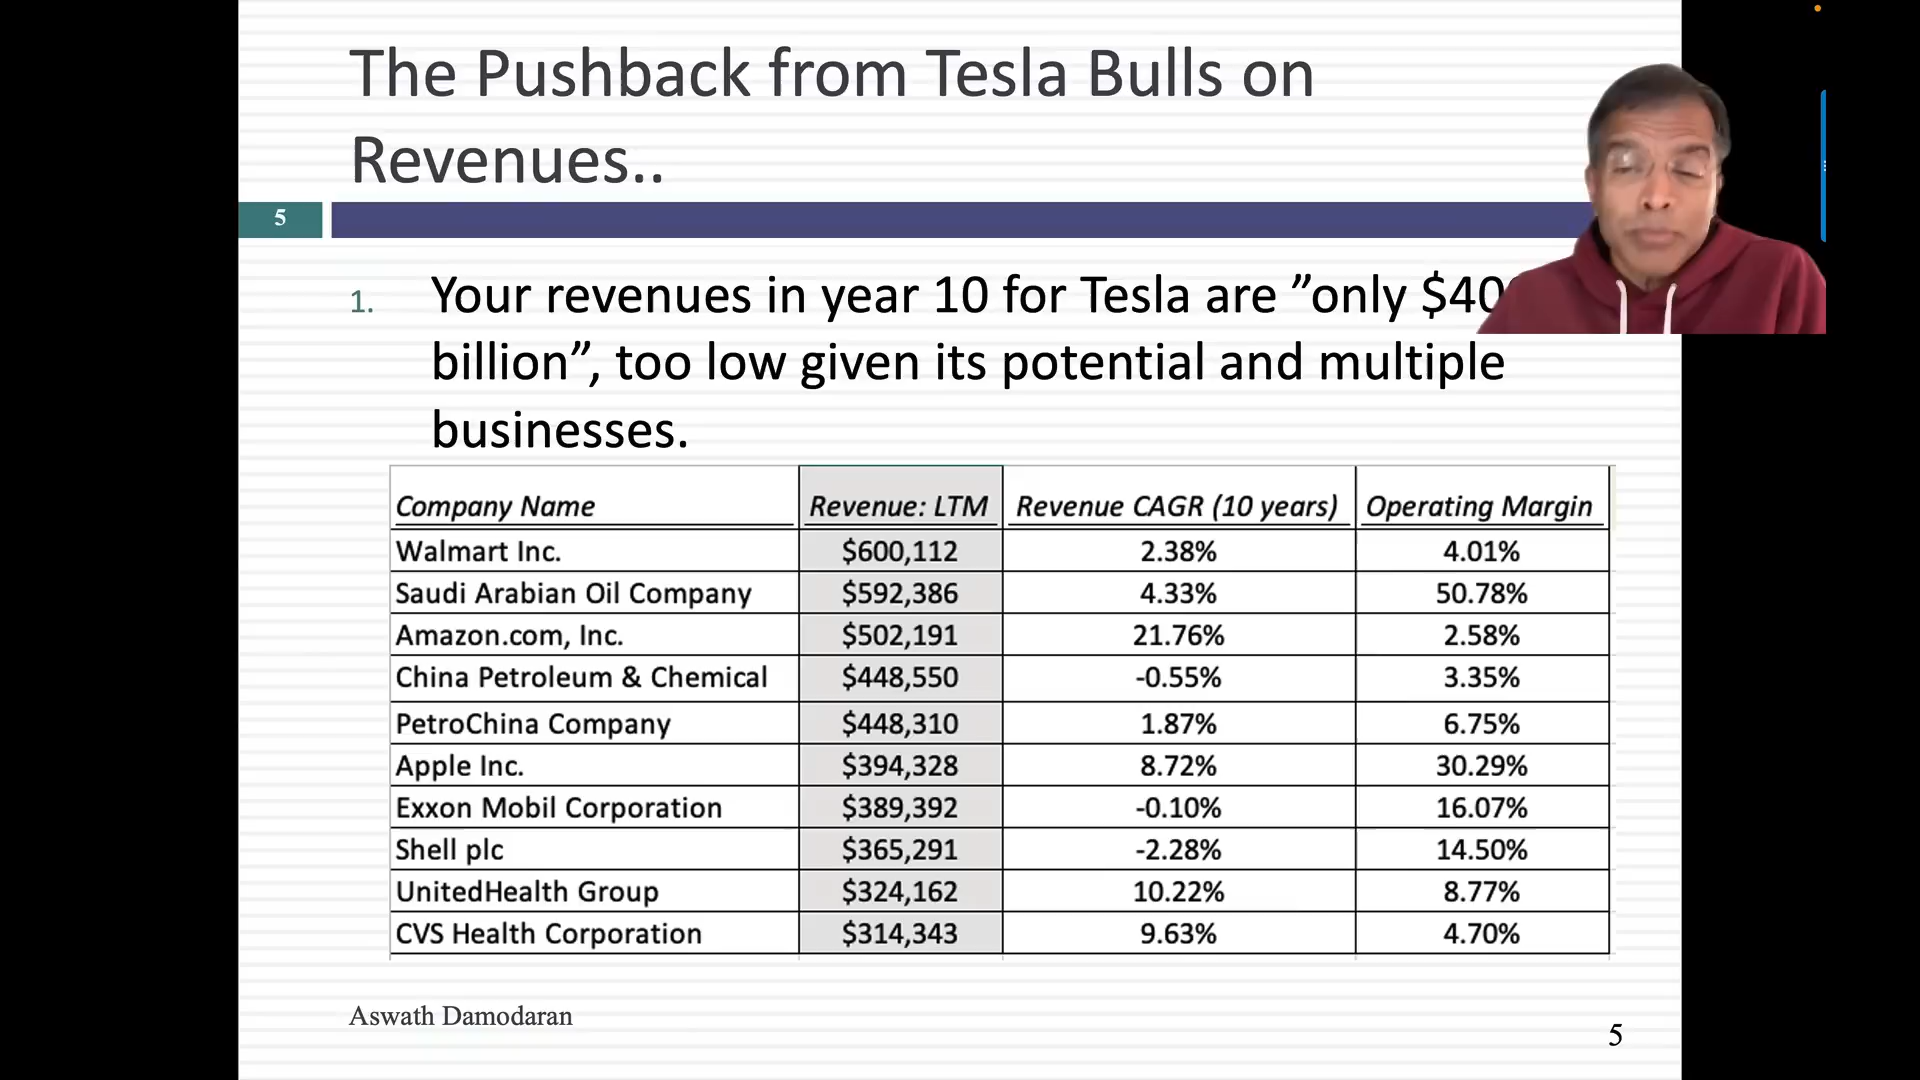 The Pushback from Tesla Bulls on
Revenues..
5
1. Your revenues in year 10 for Tesla are ”only $40
billion”, too low given its potential and multiple
businesses.
Company Name Revenue: LTM Revenue CAGR (10 years) Operating Margin
Walmart Inc. $600,112 2.38% 4.01%
Saudi Arabian Oil Company $592,386 4.33% 50.78%
Amazon.com, Inc. $502,191 21.76% 2.58%
China Petroleum & Chemical $448,550 -0.55% 3.35%
PetroChina Company $448,310 1.87% 6.75%
Apple Inc. $394,328 8.72% 30.29%
Exxon Mobil Corporation $389,392 -0.10% 16.07%
Shell plc $365,291 -2.28% 14.50%
UnitedHealth Group $324,162 10.22% 8.77%
CVS Health Corporation $314,343 9.63% 4.70%
Aswath Damodaran
5